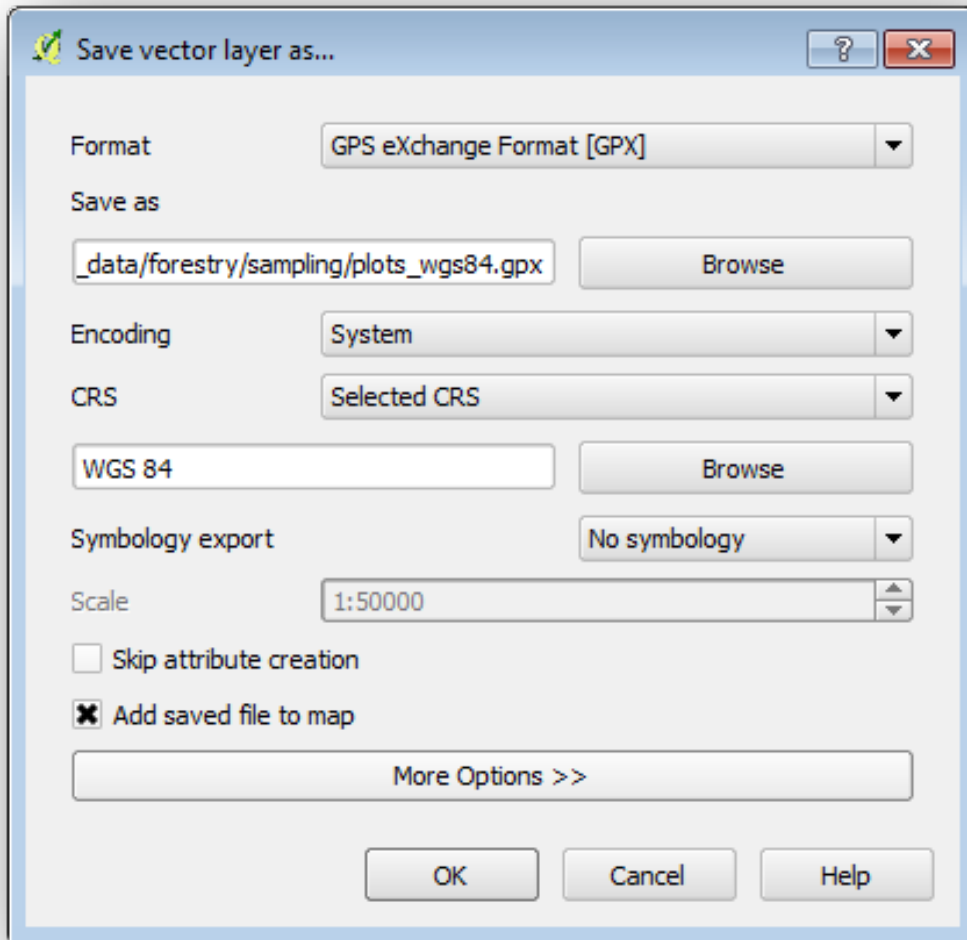 Save vector layer as...
Format GPS eXchange Format [GPX]
Save as
_data/forestry/sampling/plots_wgs84.gpx Browse
Encoding System
CRS Selected CRS
WGS 84 Browse
Symbology export No symbology
Scale 1:50000
Skip attribute creation
Add saved file to map
More Options >>
OK Cancel Help